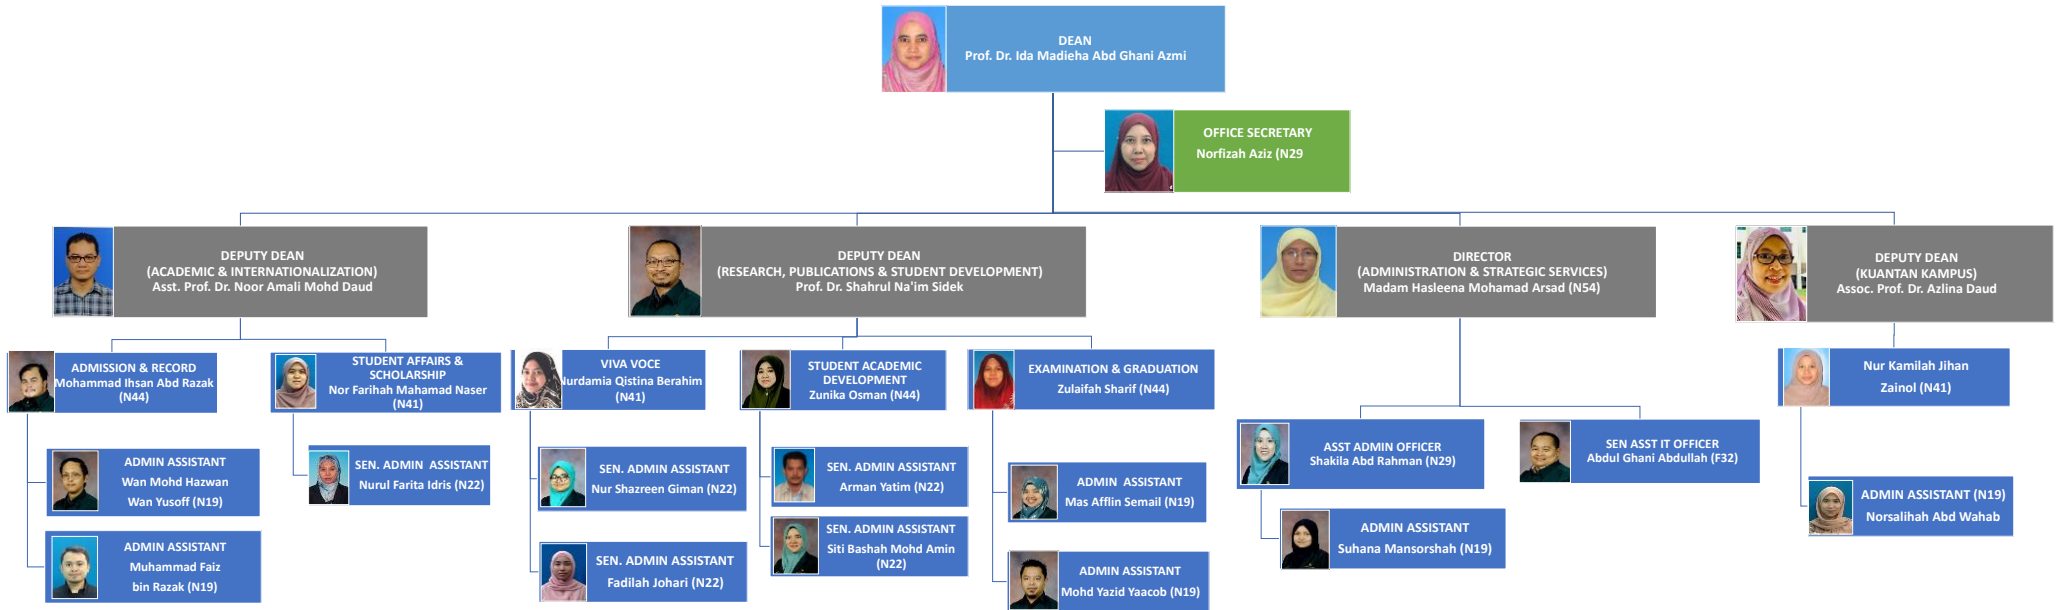 DEAN
Prof. Dr. Ida Madieha Abd Ghani Azmi
OFFICE SECRETARY
Norfizah Aziz (N29
DEPUTY DEAN
(ACADEMIC & INTERNATIONALIZATION)
Asst. Prof. Dr. Noor Amali Mohd Daud
DEPUTY DEAN
(RESEARCH, PUBLICATIONS & STUDENT DEVELOPMENT)
Prof. Dr. Shahrul Na'im Sidek
DIRECTOR
(ADMINISTRATION & STRATEGIC SERVICES)
Madam Hasleena Mohamad Arsad (N54)
DEPUTY DEAN
(KUANTAN KAMPUS)
Assoc. Prof. Dr. Azlina Daud
ADMISSION & RECORD
Mohammad Ihsan Abd Razak
(N44)
STUDENT AFFAIRS &
SCHOLARSHIP
Nor Farihah Mahamad Naser
(N41)
VIVA VOCE
Nurdamia Qistina Berahim
(N41)
STUDENT ACADEMIC
DEVELOPMENT
Zunika Osman (N44)
EXAMINATION & GRADUATION
Zulaifah Sharif (N44)
Nur Kamilah Jihan
Zainol (N41)
ADMIN ASSISTANT
Wan Mohd Hazwan
Wan Yusoff (N19)
SEN. ADMIN ASSISTANT
Nurul Farita Idris (N22)
SEN. ADMIN ASSISTANT
Nur Shazreen Giman (N22)
SEN. ADMIN ASSISTANT
Arman Yatim (N22)
ADMIN ASSISTANT
Mas Afflin Semail (N19)
ASST ADMIN OFFICER
Shakila Abd Rahman (N29)
SEN ASST IT OFFICER
Abdul Ghani Abdullah (F32)
ADMIN ASSISTANT (N19)
Norsalihah Abd Wahab
ADMIN ASSISTANT
Muhammad Faiz
bin Razak (N19)
SEN. ADMIN ASSISTANT
Fadilah Johari (N22)
SEN. ADMIN ASSISTANT
Siti Bashah Mohd Amin
(N22)
ADMIN ASSISTANT
Mohd Yazid Yaacob (N19)
ADMIN ASSISTANT
Suhana Mansorshah (N19)